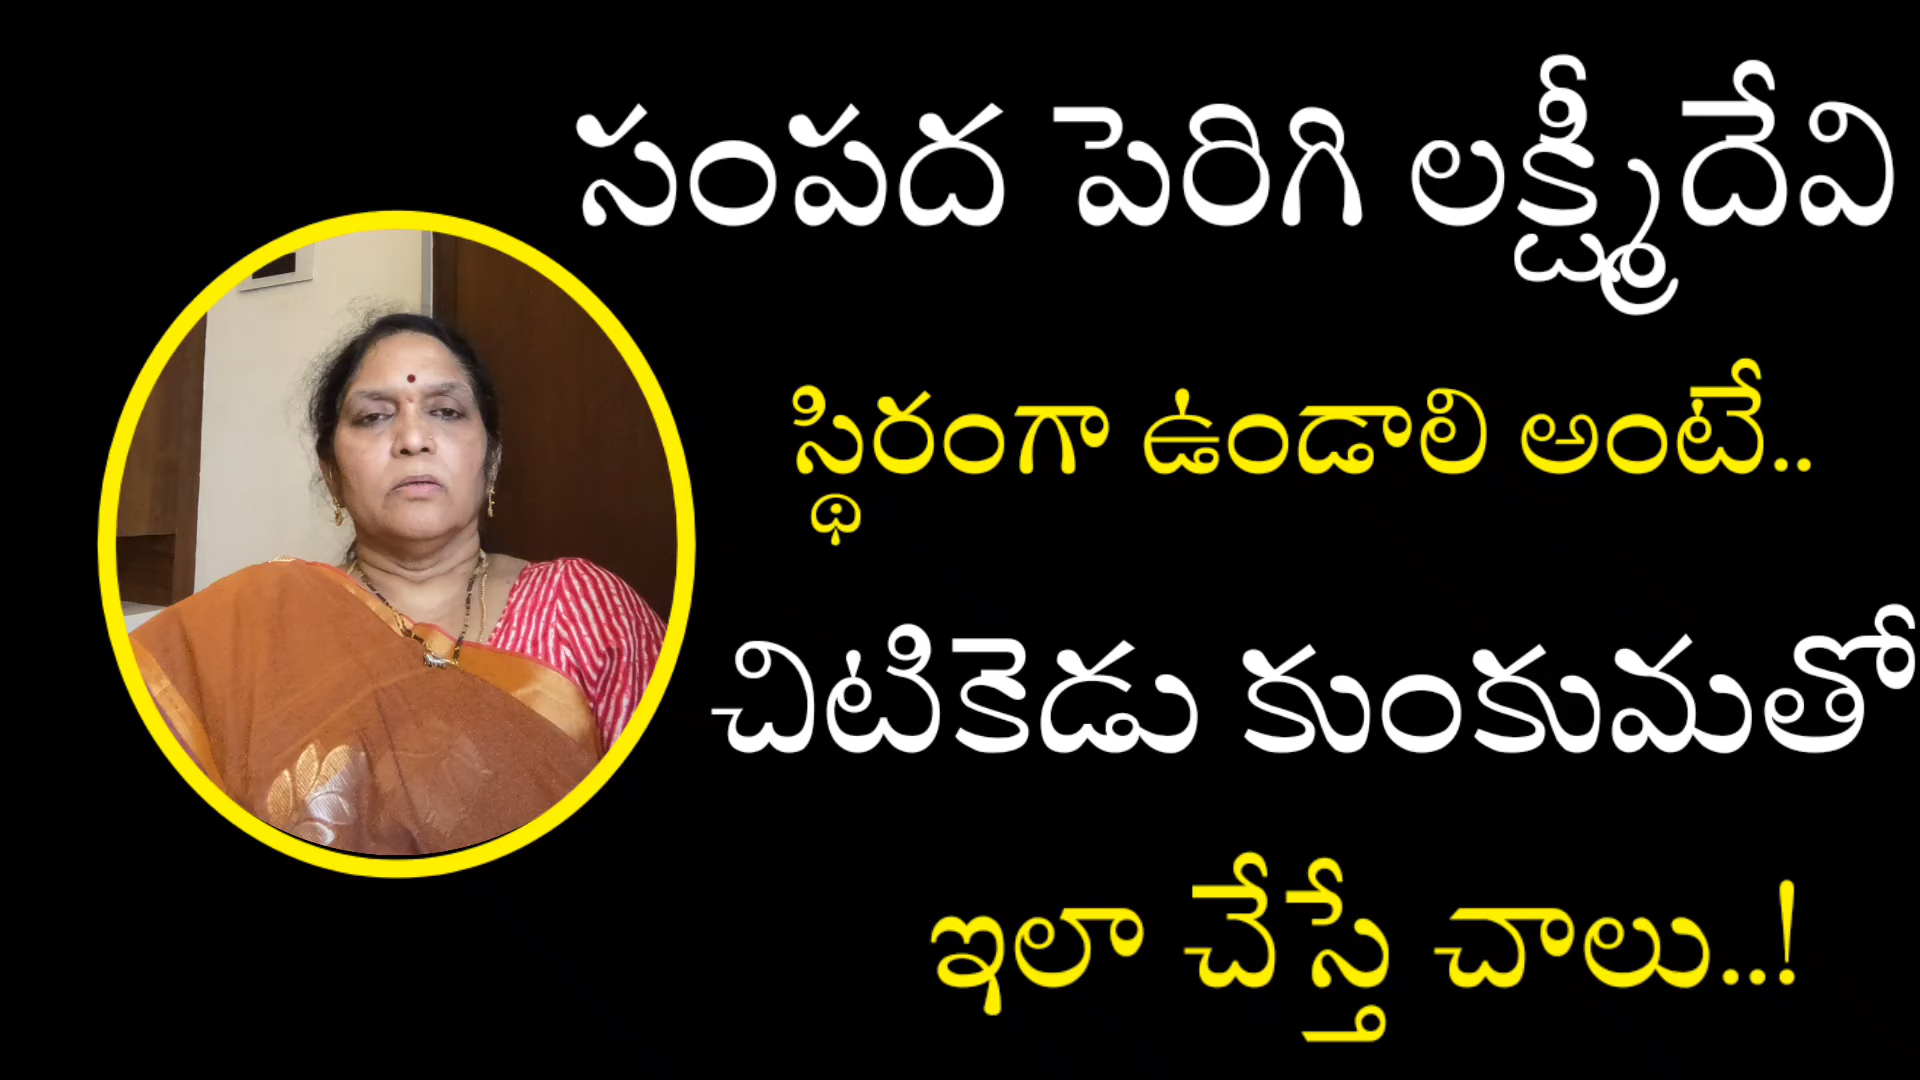 సంపద పెరిగి లక్ష్మీదేవి
స్థిరంగా ఉండాలి అంటే..
చిటికెడు కుంకుమతో
ఇలా చేస్తే చాలు..!